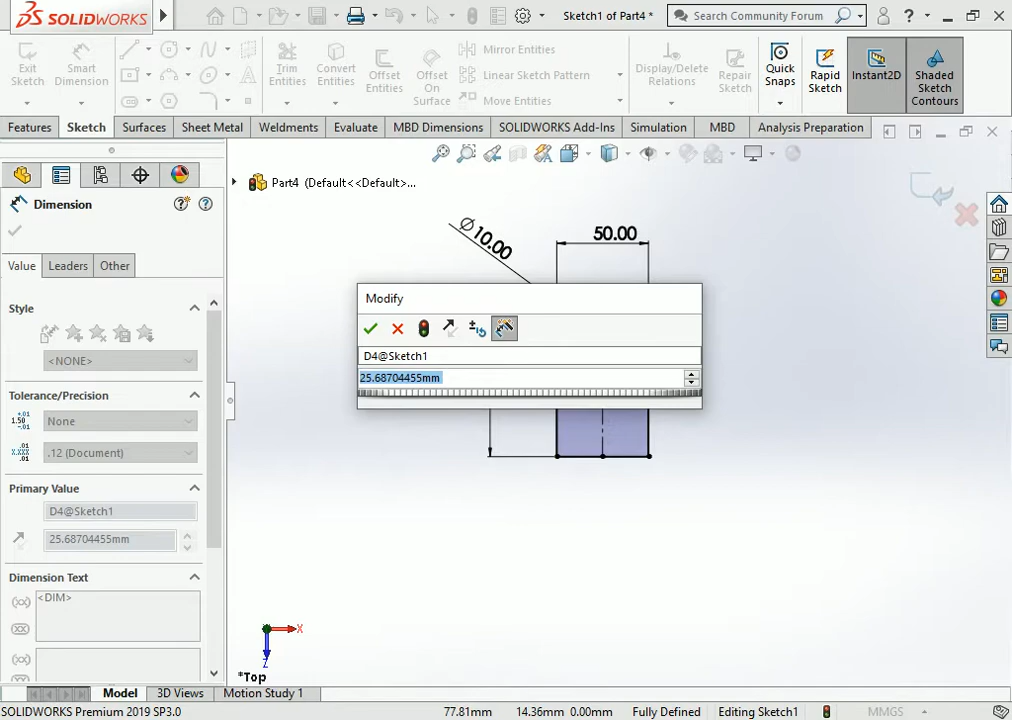 SOLIDWORKS
Sketch1 of Part4 *
Search Community Forum
?
Exit Sketch
Smart Dimension
Trim Entities
Convert Entities
Offset Entities
Offset On Surface
Mirror Entities
Linear Sketch Pattern
Move Entities
Display/Delete Relations
Repair Sketch
Quick Snaps
Rapid Sketch
Instant2D
Shaded Sketch Contours
Features
Sketch
Surfaces
Sheet Metal
Weldments
Evaluate
MBD Dimensions
SOLIDWORKS Add-Ins
Simulation
MBD
Analysis Preparation
Part4 (Default<<Default>...
Dimension
Value
Leaders
Other
Style
<NONE>
Tolerance/Precision
None
.12 (Document)
Primary Value
D4@Sketch1
25.68704455mm
Dimension Text
<DIM>
Ø10.00
50.00
Modify
D4@Sketch1
25.68704455mm
X
Z
*Top
Model
3D Views
Motion Study 1
SOLIDWORKS Premium 2019 SP3.0
77.81mm
14.36mm 0.00mm
Fully Defined
Editing Sketch1
MMGS